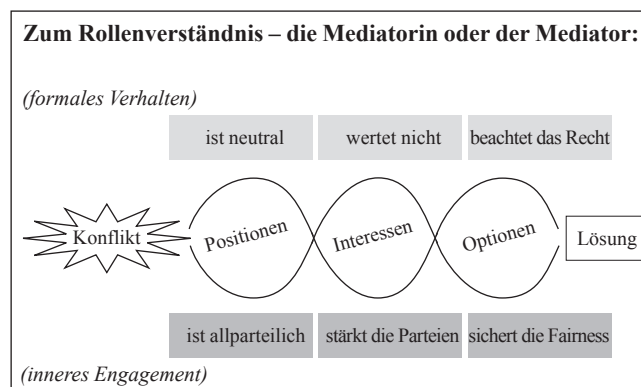 Zum Rollenverständnis – die Mediatorin oder der Mediator:
(formales Verhalten)
ist neutral wertet nicht beachtet das Recht
Konflikt Positionen Interessen Optionen Lösung
ist allparteilich stärkt die Parteien sichert die Fairness
(inneres Engagement)